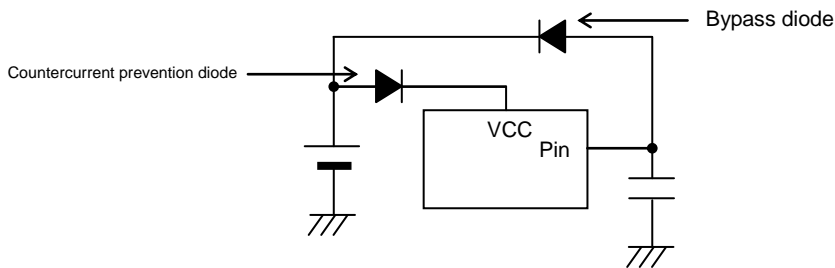 Bypass diode
Countercurrent prevention diode
VCC
Pin